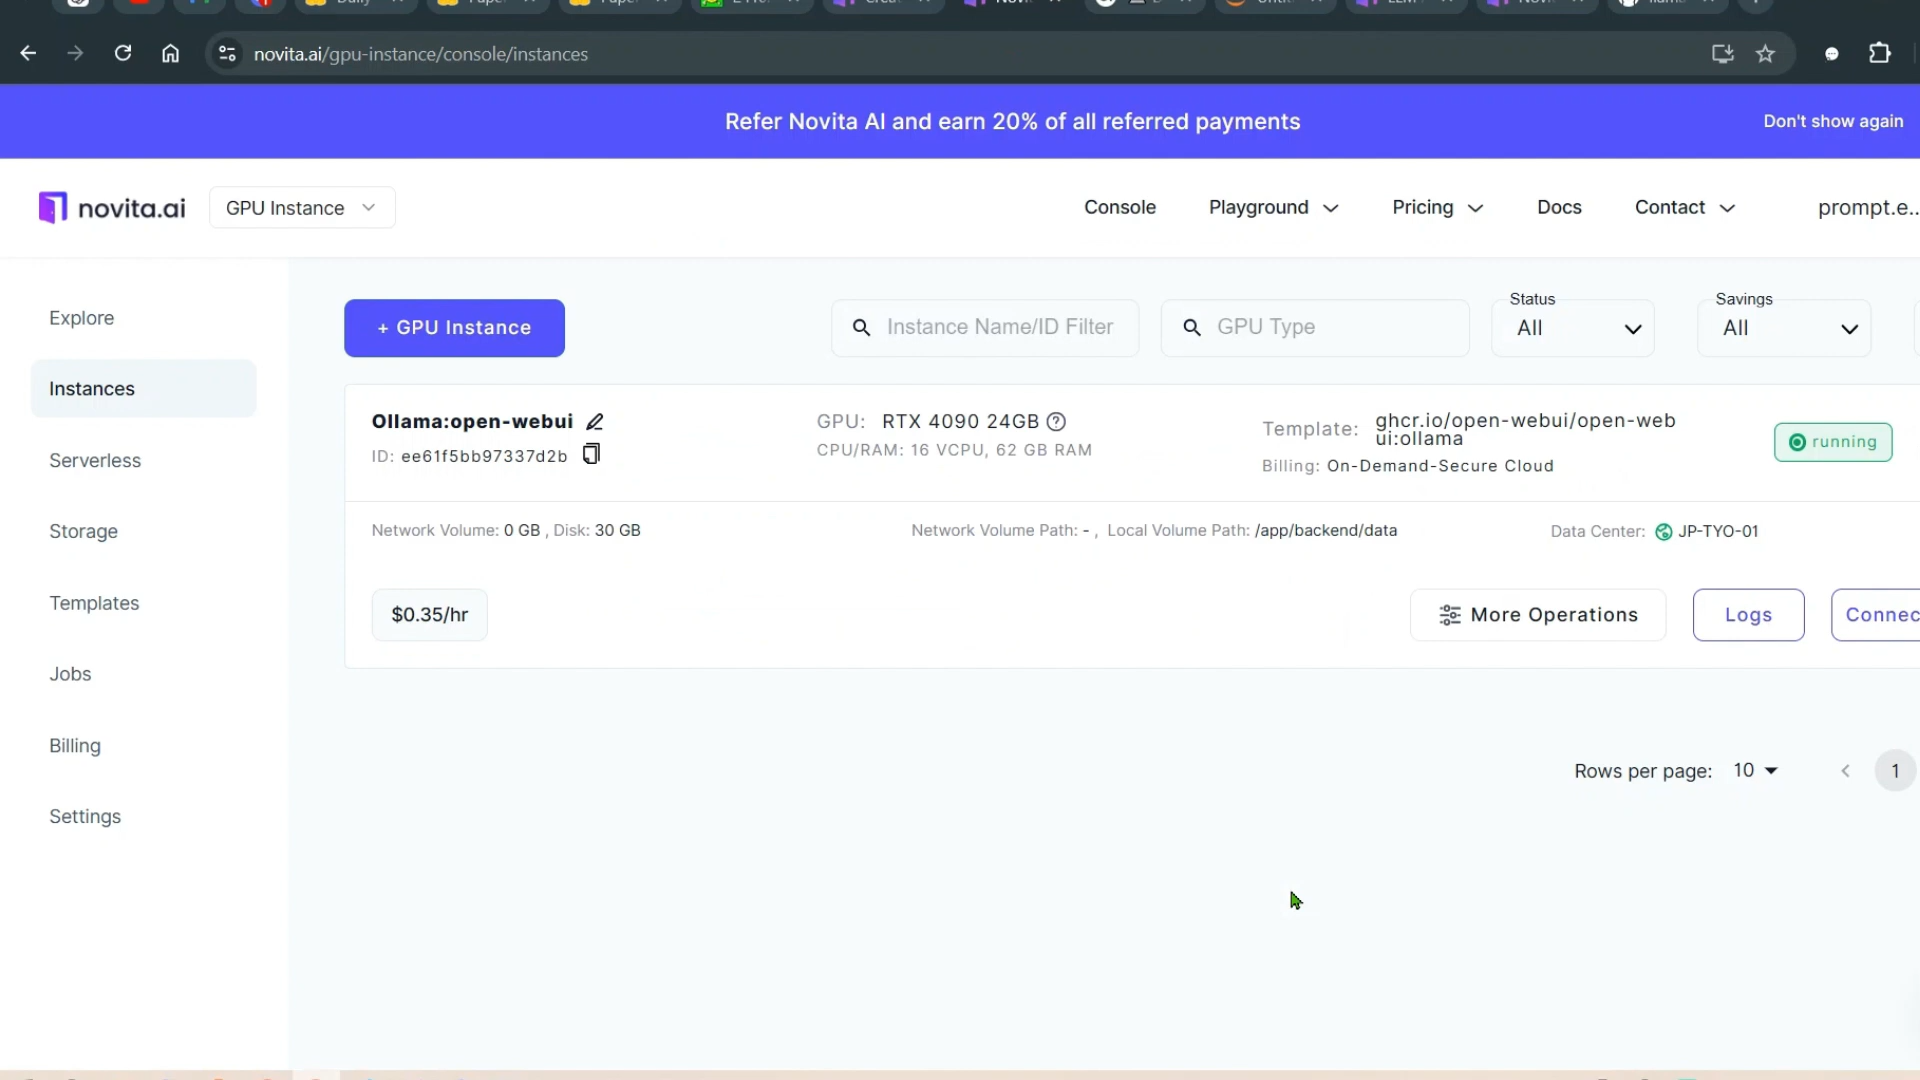 novita.ai/gpu-instance/console/instances
Refer Novita AI and earn 20% of all referred payments
Don't show again
novita.ai
GPU Instance
Console
Playground
Pricing
Docs
Contact
prompt.e..
Explore
Instances
Serverless
Storage
Templates
Jobs
Billing
Settings
+ GPU Instance
Instance Name/ID Filter
GPU Type
Status
All
Savings
All
Ollama:open-webui
ID: ee61f5bb97337d2b
GPU: RTX 4090 24GB
CPU/RAM: 16 VCPU, 62 GB RAM
Template: ghcr.io/open-webui/open-web
ui:ollama
Billing: On-Demand-Secure Cloud
running
Network Volume: 0 GB , Disk: 30 GB
Network Volume Path: - , Local Volume Path: /app/backend/data
Data Center: JP-TYO-01
$0.35/hr
More Operations
Logs
Connec
Rows per page: 10
1